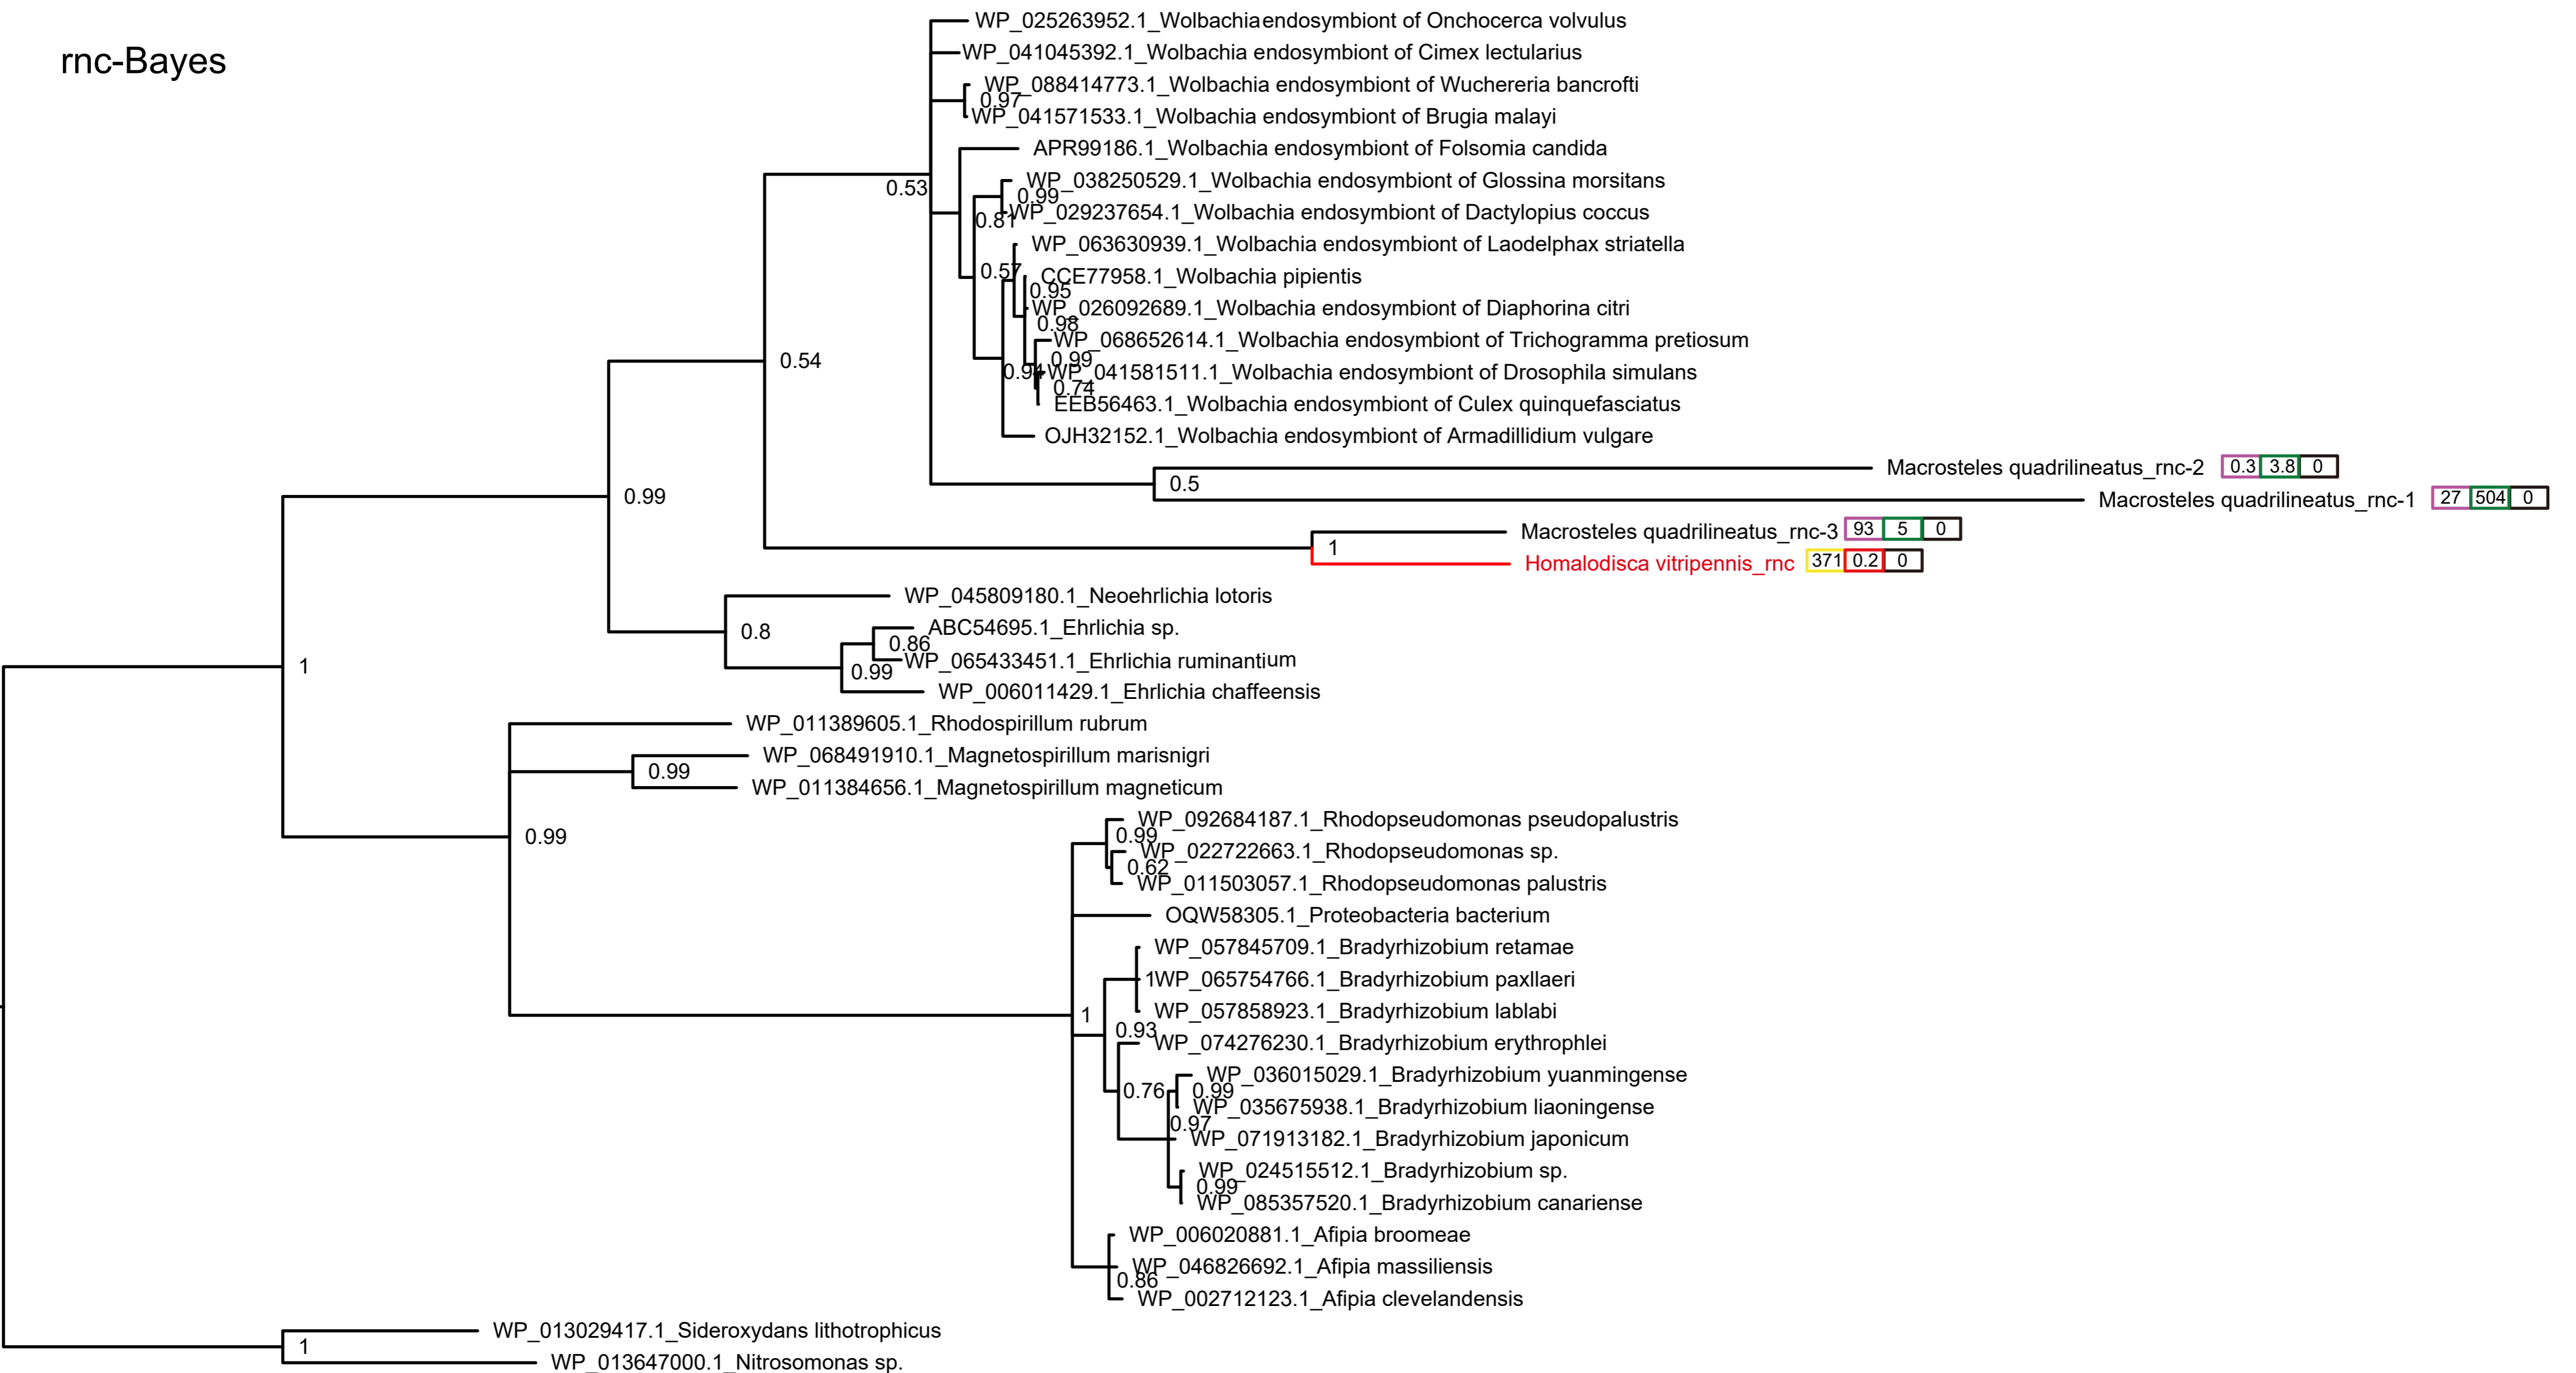 rnc-Bayes
WP_025263952.1_Wolbachiaendosymbiont of Onchocerca volvulus
WP_041045392.1_Wolbachia endosymbiont of Cimex lectularius
WP_088414773.1_Wolbachia endosymbiont of Wuchereria bancrofti
0.97
WP_041571533.1_Wolbachia endosymbiont of Brugia malayi
APR99186.1_Wolbachia endosymbiont of Folsomia candida
WP_038250529.1_Wolbachia endosymbiont of Glossina morsitans
0.53
0.99
WP_029237654.1_Wolbachia endosymbiont of Dactylopius coccus
0.81
WP_063630939.1_Wolbachia endosymbiont of Laodelphax striatella
0.57
CCE77958.1_Wolbachia pipientis
0.95
WP_026092689.1_Wolbachia endosymbiont of Diaphorina citri
0.98
WP_068652614.1_Wolbachia endosymbiont of Trichogramma pretiosum
0.54
0.99
0.94
WP_041581511.1_Wolbachia endosymbiont of Drosophila simulans
0.74
EEB56463.1_Wolbachia endosymbiont of Culex quinquefasciatus
OJH32152.1_Wolbachia endosymbiont of Armadillidium vulgare
Macrosteles quadrilineatus_rnc-2 0.3 3.8 0
0.5
0.99
Macrosteles quadrilineatus_rnc-1 27 504 0
Macrosteles quadrilineatus_rnc-3 93 5 0
1
Homalodisca vitripennis_rnc 371 0.2 0
WP_045809180.1_Neoehrlichia lotoris
ABC54695.1_Ehrlichia sp.
0.8
0.86
WP_065433451.1_Ehrlichia ruminantium
1
0.99
WP_006011429.1_Ehrlichia chaffeensis
WP_011389605.1_Rhodospirillum rubrum
WP_068491910.1_Magnetospirillum marisnigri
0.99
WP_011384656.1_Magnetospirillum magneticum
WP_092684187.1_Rhodopseudomonas pseudopalustris
0.99
0.99
WP_022722663.1_Rhodopseudomonas sp.
0.62
WP_011503057.1_Rhodopseudomonas palustris
OQW58305.1_Proteobacteria bacterium
WP_057845709.1_Bradyrhizobium retamae
1
WP_065754766.1_Bradyrhizobium paxllaeri
WP_057858923.1_Bradyrhizobium lablabi
1
0.93
WP_074276230.1_Bradyrhizobium erythrophlei
WP_036015029.1_Bradyrhizobium yuanmingense
0.76
0.99
WP_035675938.1_Bradyrhizobium liaoningense
0.97
WP_071913182.1_Bradyrhizobium japonicum
WP_024515512.1_Bradyrhizobium sp.
0.99
WP_085357520.1_Bradyrhizobium canariense
WP_006020881.1_Afipia broomeae
WP_046826692.1_Afipia massiliensis
0.86
WP_002712123.1_Afipia clevelandensis
WP_013029417.1_Sideroxydans lithotrophicus
1
WP_013647000.1_Nitrosomonas sp.